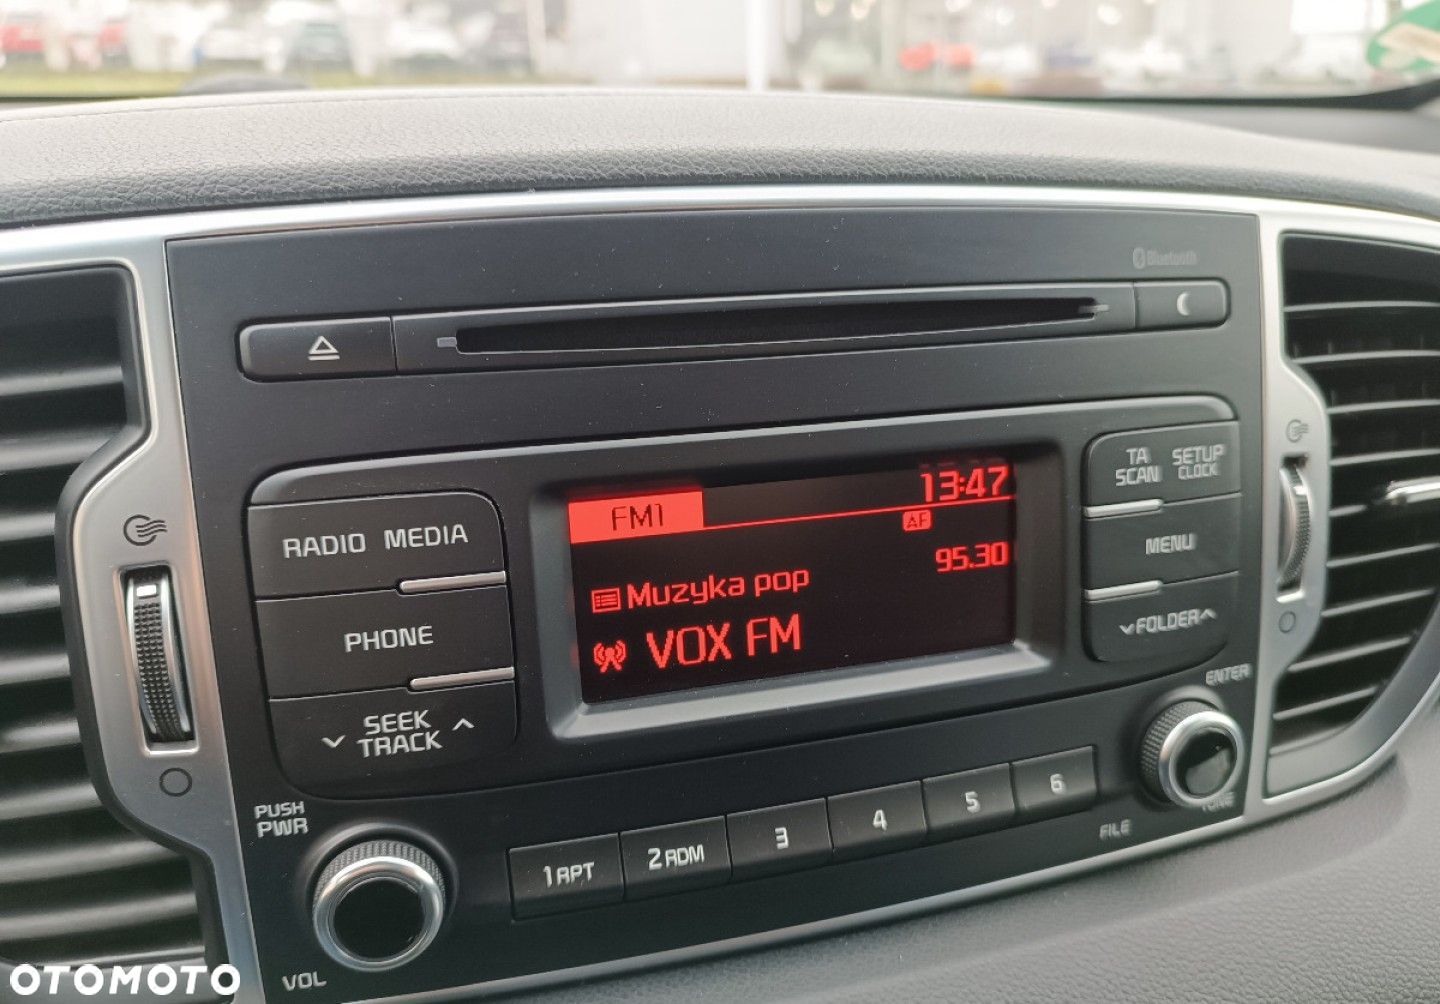 Bluetooth
TA
SCAN
SETUP
CLOCK
RADIO MEDIA
FM1
13:47
AF
MENU
95.30
Muzyka pop
PHONE
VOX FM
FOLDER
SEEK
TRACK
ENTER
PUSH
PWR
1 RPT
2 RDM
3
4
5
6
TUNE
FILE
VOL
OTOMOTO